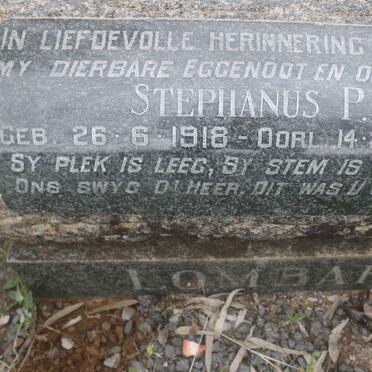 IN LIEFDEVOLLE HERINNERING
MY DIERBARE EGGENOOT EN O
STEPHANUS P.
GEB. 26-6-1918 - OORL. 14-
SY PLEK IS LEEG, SY STEM IS
ONS SWYG O! HEER, DIT WAS U
LOMBA